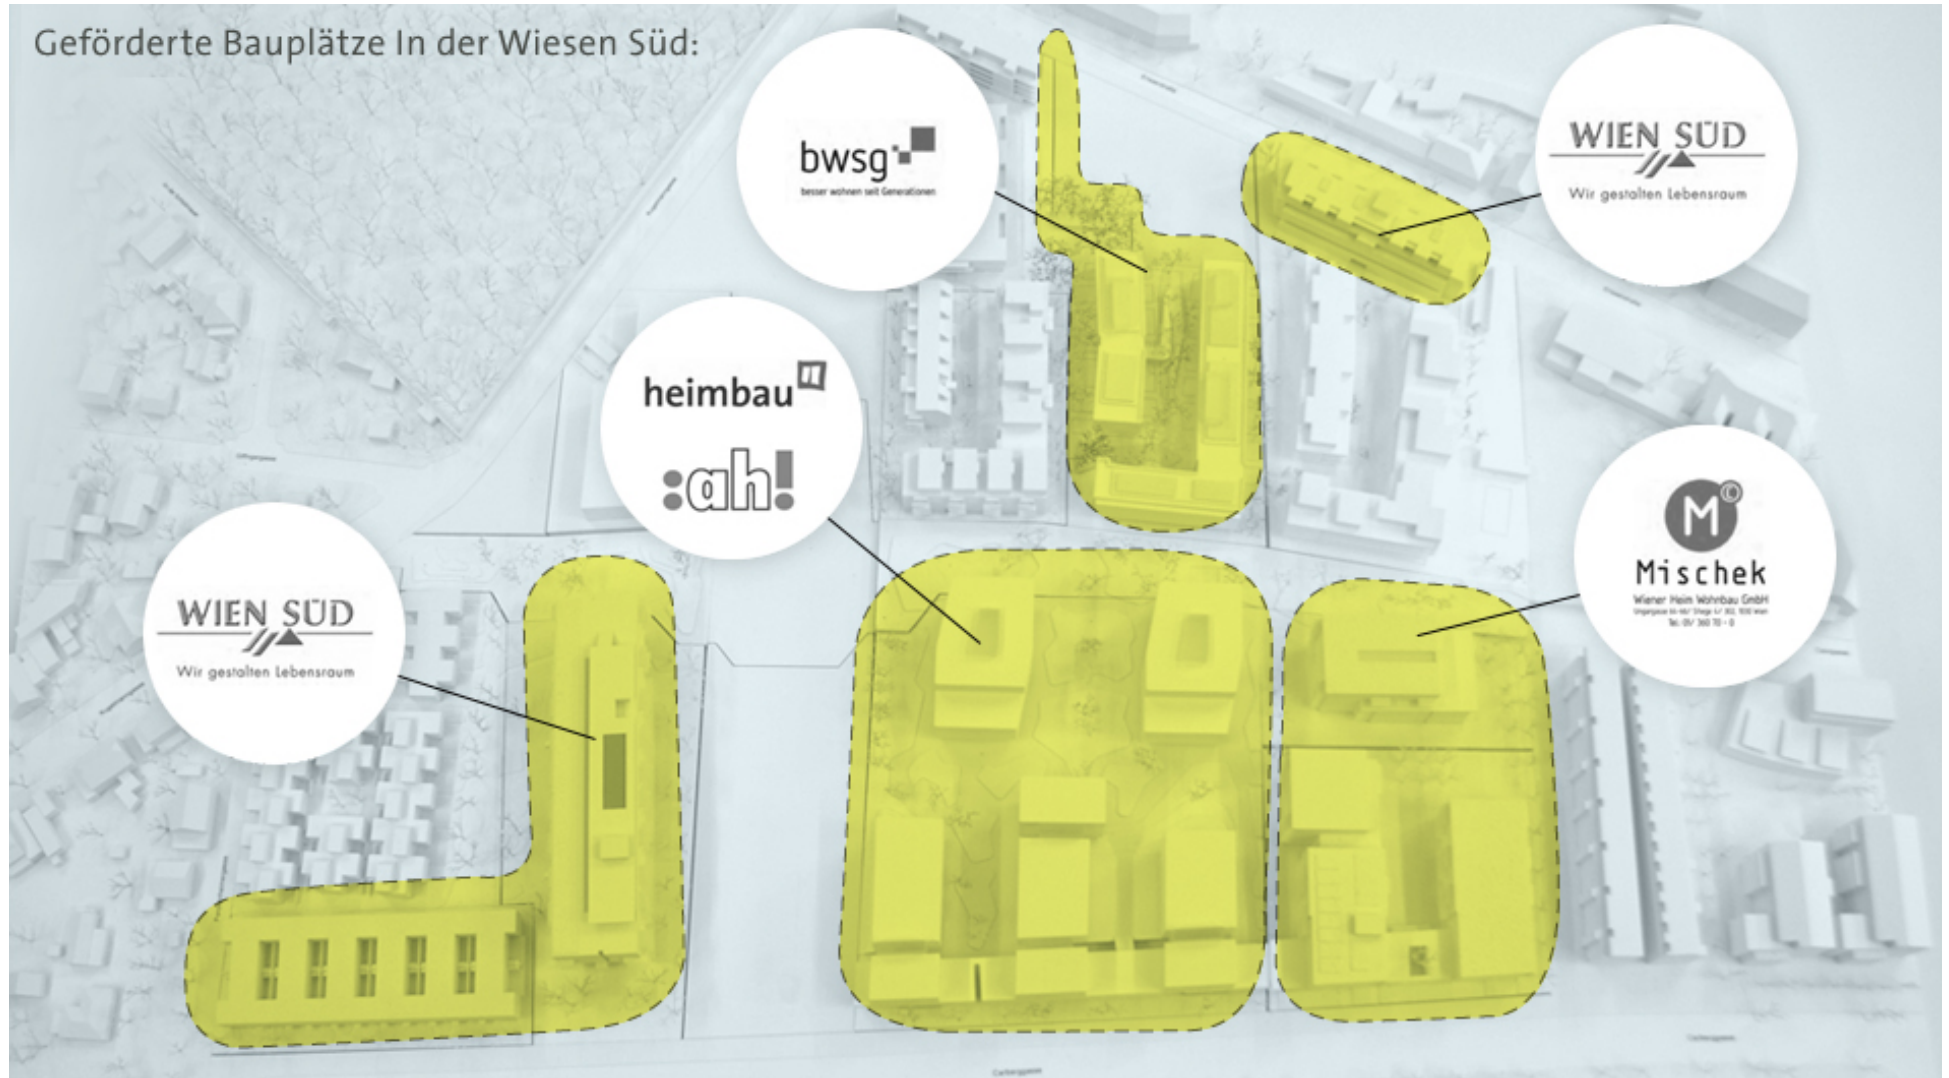 Geförderte Bauplätze In der Wiesen Süd:
bwsg
besser wohnen seit Generationen
WIEN SÜD
Wir gestalten Lebensraum
heimbau
:ah!
M©
Mischek
Wiener Heim Wohnbau GmbH
WIEN SÜD
Wir gestalten Lebensraum